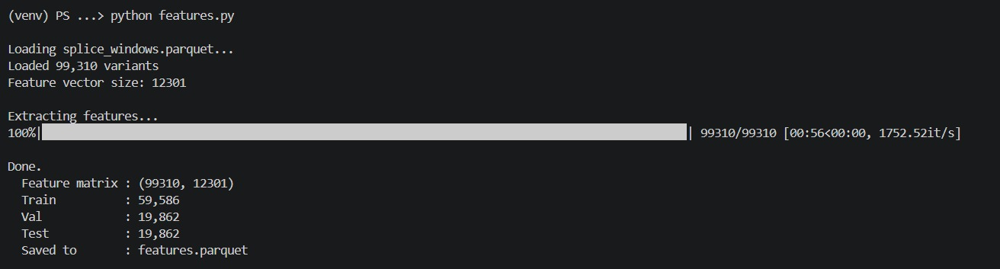 (venv) PS ...> python features.py
Loading splice_windows.parquet...
Loaded 99,310 variants
Feature vector size: 12301
Extracting features...
100%|██████████| 99310/99310 [00:56<00:00, 1752.52it/s]
Done.
Feature matrix : (99310, 12301)
Train : 59,586
Val : 19,862
Test : 19,862
Saved to : features.parquet